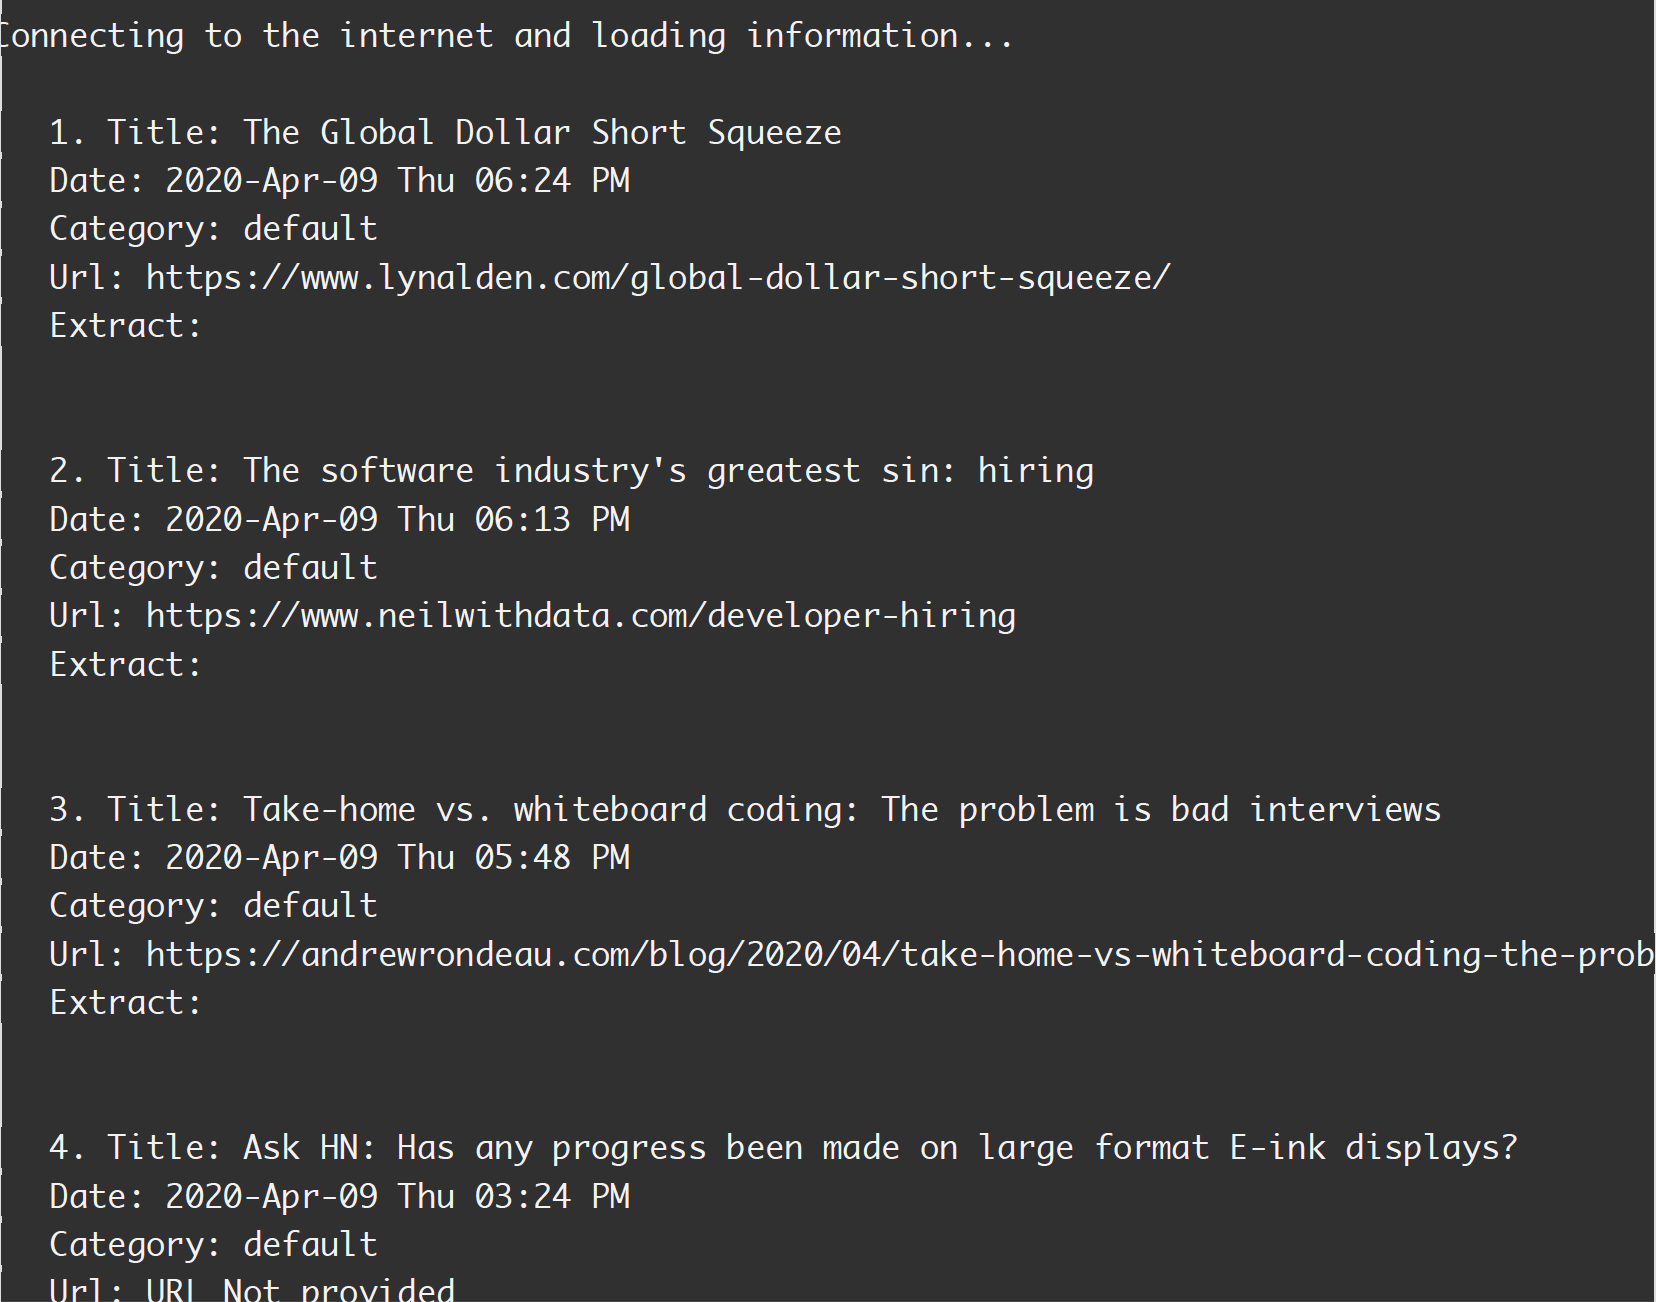 Connecting to the internet and loading information...
1. Title: The Global Dollar Short Squeeze
Date: 2020-Apr-09 Thu 06:24 PM
Category: default
Url: https://www.lynalden.com/global-dollar-short-squeeze/
Extract:
2. Title: The software industry's greatest sin: hiring
Date: 2020-Apr-09 Thu 06:13 PM
Category: default
Url: https://www.neilwithdata.com/developer-hiring
Extract:
3. Title: Take-home vs. whiteboard coding: The problem is bad interviews
Date: 2020-Apr-09 Thu 05:48 PM
Category: default
Url: https://andrewrondeau.com/blog/2020/04/take-home-vs-whiteboard-coding-the-prob
Extract:
4. Title: Ask HN: Has any progress been made on large format E-ink displays?
Date: 2020-Apr-09 Thu 03:24 PM
Category: default
Url: URL Not provided